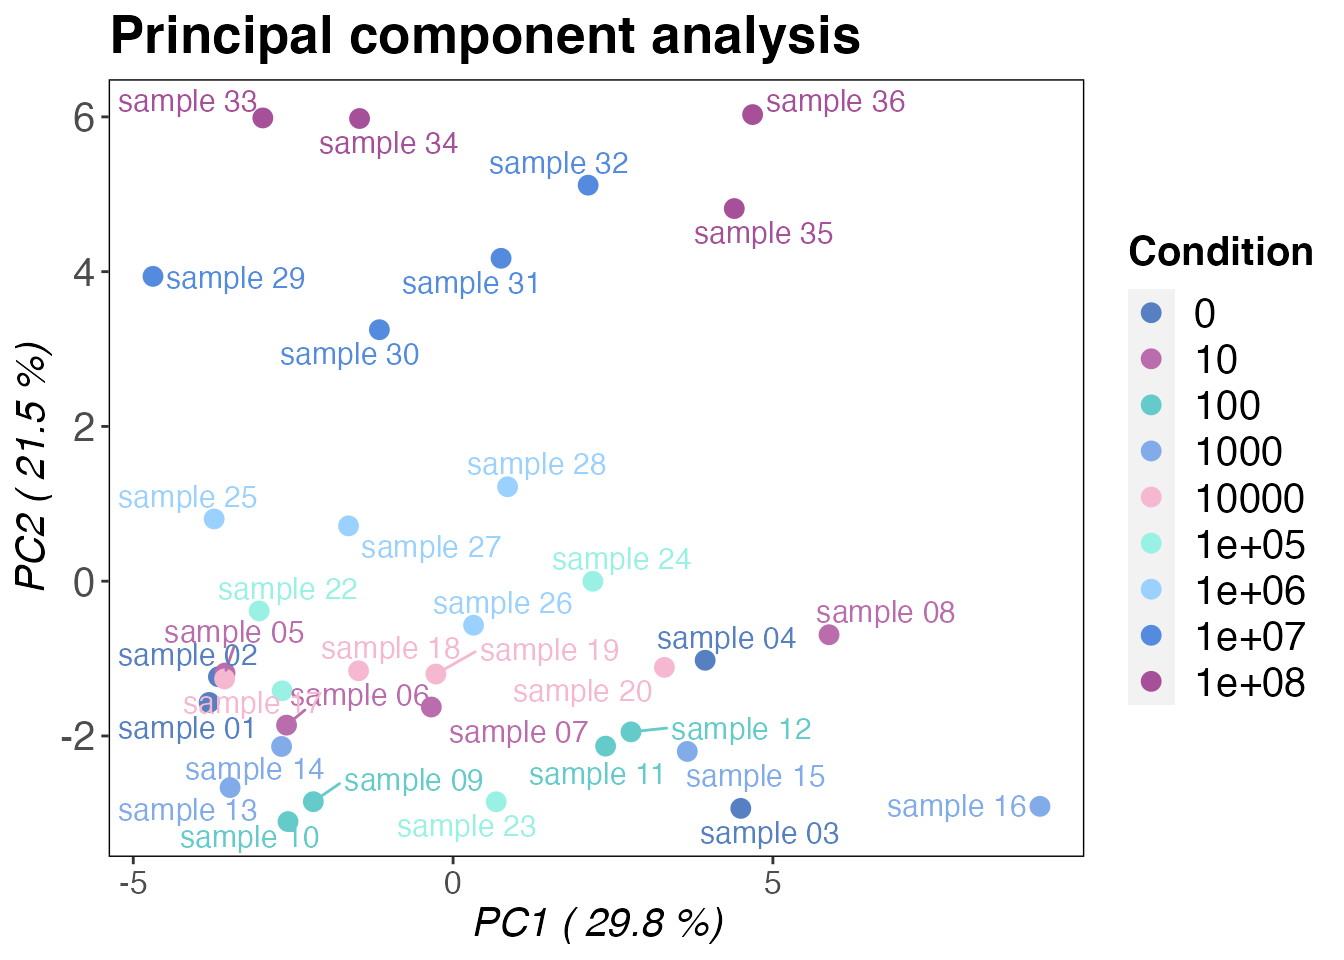 Principal component analysis
sample 33
sample 36
sample 34
sample 32
sample 35
sample 29
sample 31
sample 30
sample 28
sample 25
sample 27
sample 24
sample 22
sample 26
sample 08
sample 05
sample 04
sample 02
sample 18
sample 19
sample 20
sample 06
sample 17
sample 01
sample 07
sample 12
sample 14
sample 09
sample 11
sample 15
sample 13
sample 16
sample 10
sample 23
sample 03
6
4
2
0
-2
-5
0
5
PC1 ( 29.8 %)
PC2 ( 21.5 %)
Condition
0
10
100
1000
10000
1e+05
1e+06
1e+07
1e+08